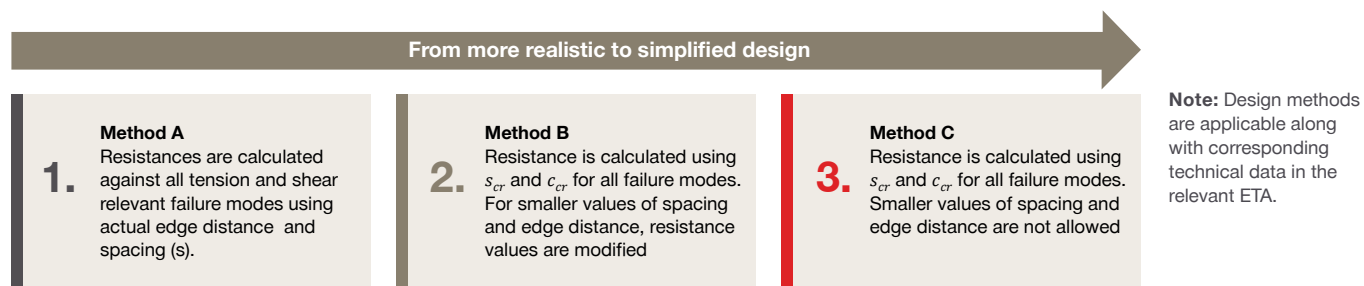 From more realistic to simplified design
1.
Method A
Resistances are calculated
against all tension and shear
relevant failure modes using
actual edge distance  and
spacing (s).
2.
Method B
Resistance is calculated using
s_cr and c_cr for all failure modes.
For smaller values of spacing
and edge distance, resistance
values are modified
3.
Method C
Resistance is calculated using
s_cr and c_cr for all failure modes.
Smaller values of spacing and
edge distance are not allowed
Note: Design methods
are applicable along
with corresponding
technical data in the
relevant ETA.